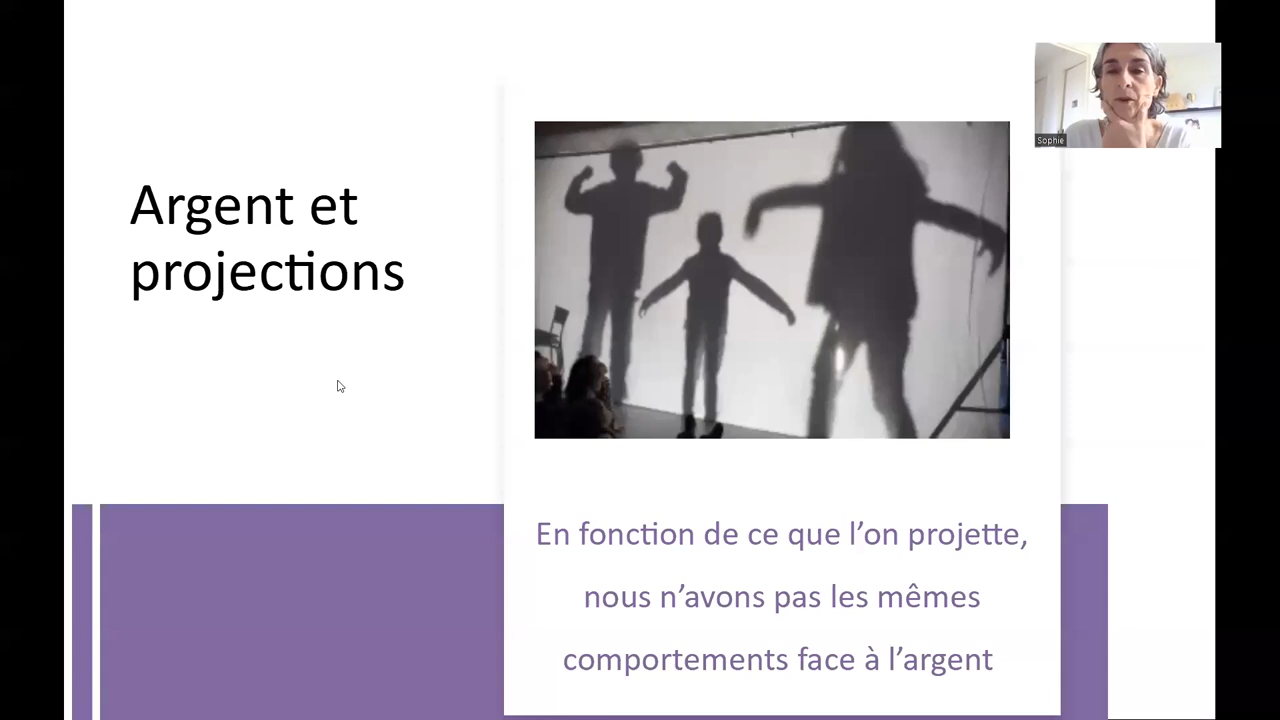 Argent et
projections
Sophie
En fonction de ce que l’on projette,
nous n’avons pas les mêmes
comportements face à l’argent